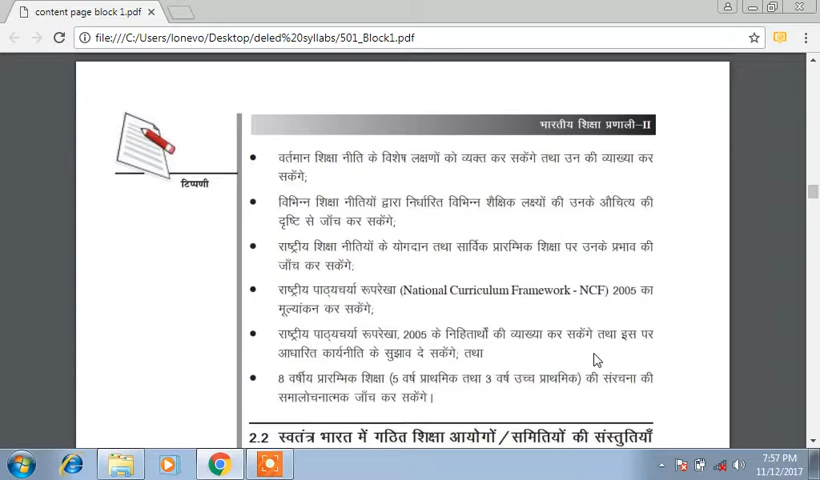 content page block 1.pdf
file:///C:/Users/lonevo/Desktop/deled%20syllabs/501_Block1.pdf
भारतीय शिक्षा प्रणाली–II
टिप्पणी
• वर्तमान शिक्षा नीति के विशेष लक्षणों को व्यक्त कर सकेंगे तथा उन की व्याख्या कर
सकेंगे;
• विभिन्न शिक्षा नीतियों द्वारा निर्धारित विभिन्न शैक्षिक लक्ष्यों की उनके औचित्य की
दृष्टि से जाँच कर सकेंगे;
• राष्ट्रीय शिक्षा नीतियों के योगदान तथा सार्विक प्रारम्भिक शिक्षा पर उनके प्रभाव की
जाँच कर सकेंगे;
• राष्ट्रीय पाठ्यचर्या रूपरेखा (National Curriculum Framework - NCF) 2005 का
मूल्यांकन कर सकेंगे;
• राष्ट्रीय पाठ्यचर्या रूपरेखा, 2005 के निहितार्थों की व्याख्या कर सकेंगे तथा इस पर
आधारित कार्यनीति के सुझाव दे सकेंगे; तथा
• 8 वर्षीय प्रारम्भिक शिक्षा (5 वर्ष प्राथमिक तथा 3 वर्ष उच्च प्राथमिक) की संरचना की
समालोचनात्मक जाँच कर सकेंगे।
2.2 स्वतंत्र भारत में गठित शिक्षा आयोगों/समितियों की संस्तुतियाँ
7:57 PM
11/12/2017